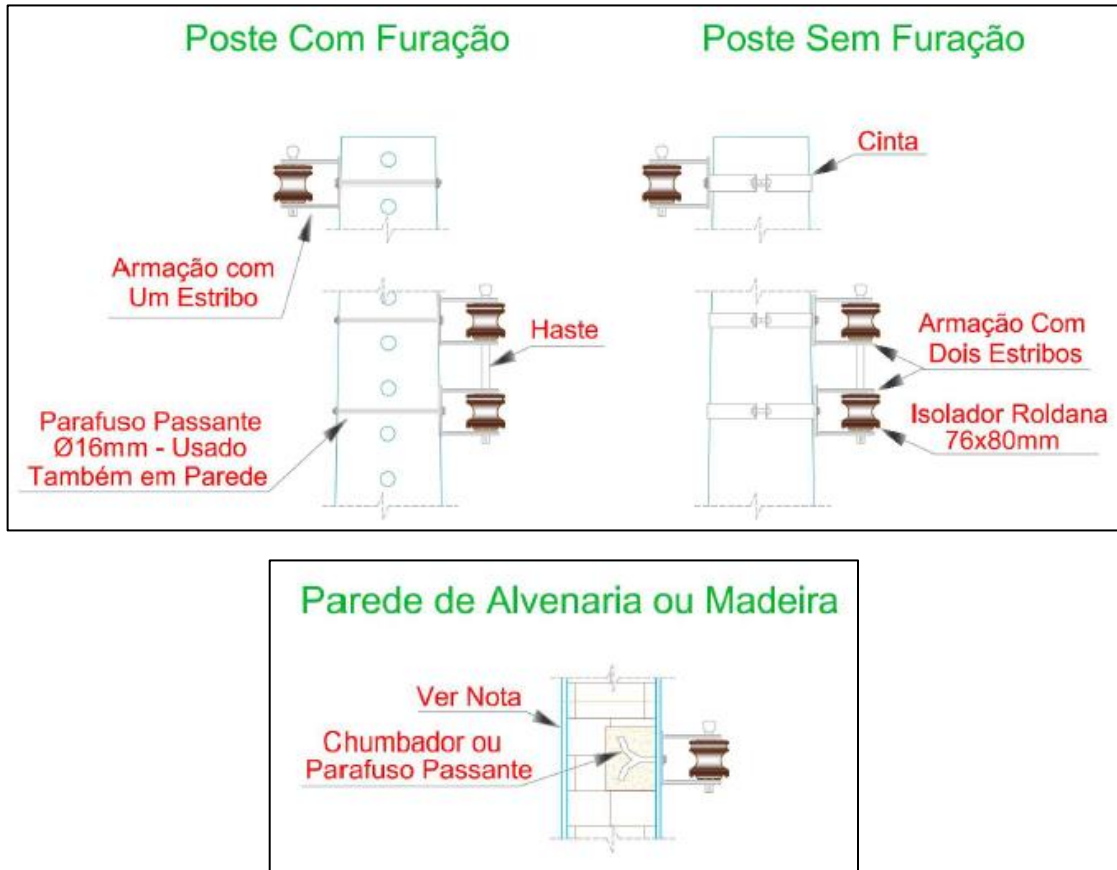 Poste Com Furação
Poste Sem Furação
Cinta
Armação com
Um Estribo
Haste
Armação Com
Dois Estribos
Parafuso Passante
Ø16mm - Usado
Também em Parede
Isolador Roldana
76x80mm
Parede de Alvenaria ou Madeira
Ver Nota
Chumbador ou
Parafuso Passante